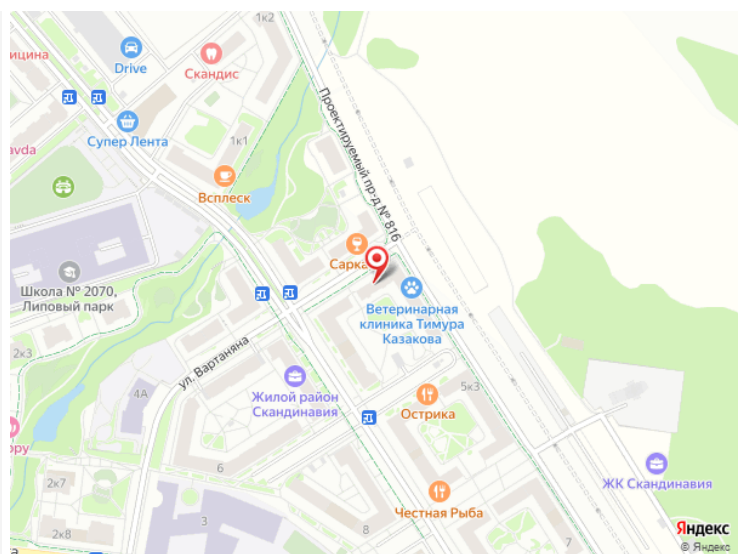 1к2
ицина
Drive
Скандис
Проектируемый пр-д № 816
1к1
Супер Лента
avda
Всплеск
Сарка
Школа № 2070,
Липовый парк
Ветеринарная
клиника Тимура
Казакова
2к3
ул. Вартаняна
4А
Жилой район
Скандинавия
5к3
Острика
ору
6
2к7
ЖК Скандинавия
3
Честная Рыба
2к8
8
7
а
Яндекс
© Яндекс